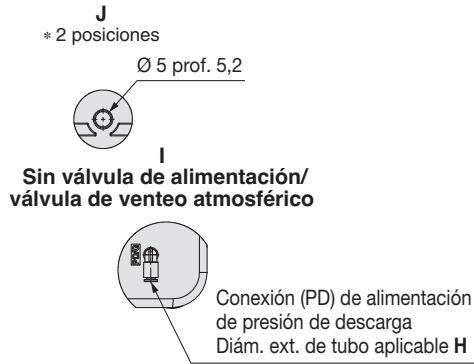 J
* 2 posiciones
Ø 5 prof. 5,2
I
Sin válvula de alimentación/
válvula de venteo atmosférico
Conexión (PD) de alimentación
de presión de descarga
Diám. ext. de tubo aplicable H